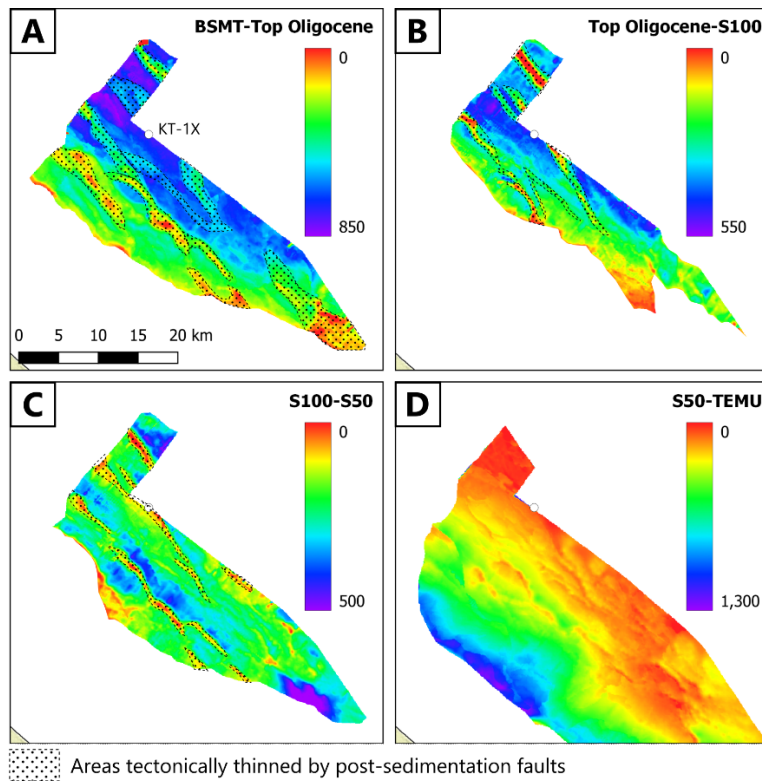 A
BSMT-Top Oligocene
0
850
KT-1X
0 5 10 15 20 km
B
Top Oligocene-S100
0
550
C
S100-S50
0
500
D
S50-TEMU
0
1,300
Areas tectonically thinned by post-sedimentation faults